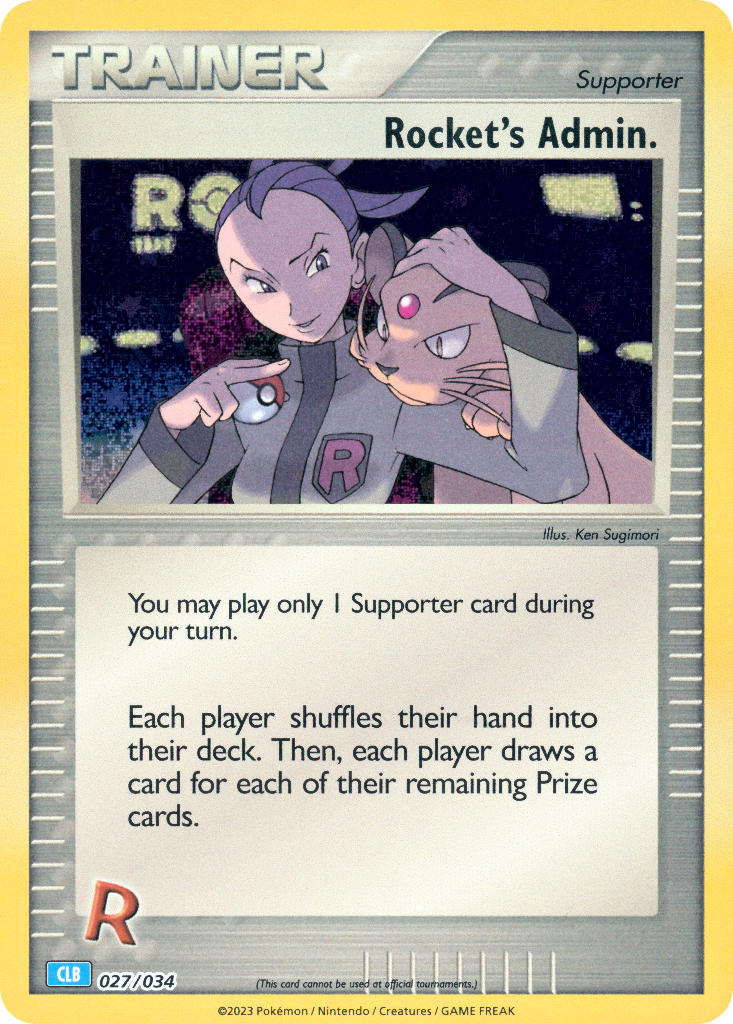 TRAINER
Supporter
Rocket's Admin.
R
R
Illus. Ken Sugimori
You may play only 1 Supporter card during
your turn.
Each player shuffles their hand into
their deck. Then, each player draws a
card for each of their remaining Prize
cards.
R
CLB 027/034
(This card cannot be used at official tournaments.)
©2023 Pokémon / Nintendo / Creatures / GAME FREAK